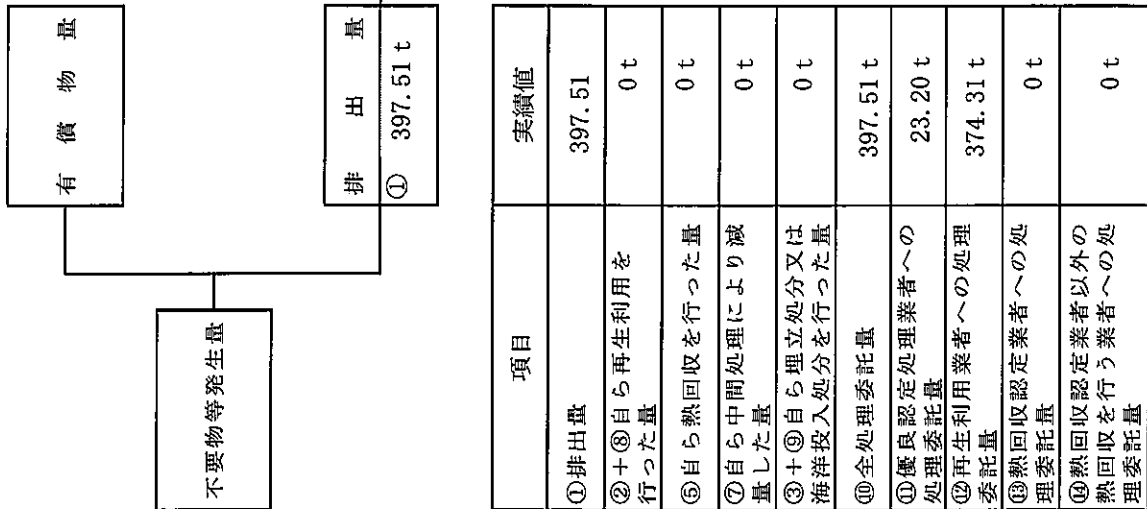 不要物等発生量
有償物量
排出量
① 397.51 t
項目
実績値
①排出量
397.51
②+⑧自ら再生利用を
行った量
0 t
⑤自ら熱回収を行った量
0 t
⑦自ら中間処理により減
量した量
0 t
③+⑨自ら埋立処分又は
海洋投入処分を行った量
0 t
⑩全処理委託量
397.51 t
⑪優良認定処理業者への
処理委託量
23.20 t
⑫再生利用業者への処理
委託量
374.31 t
⑬熱回収認定業者への処
理委託量
0 t
⑭熱回収認定業者以外の
熱回収を行う業者への処
理委託量
0 t